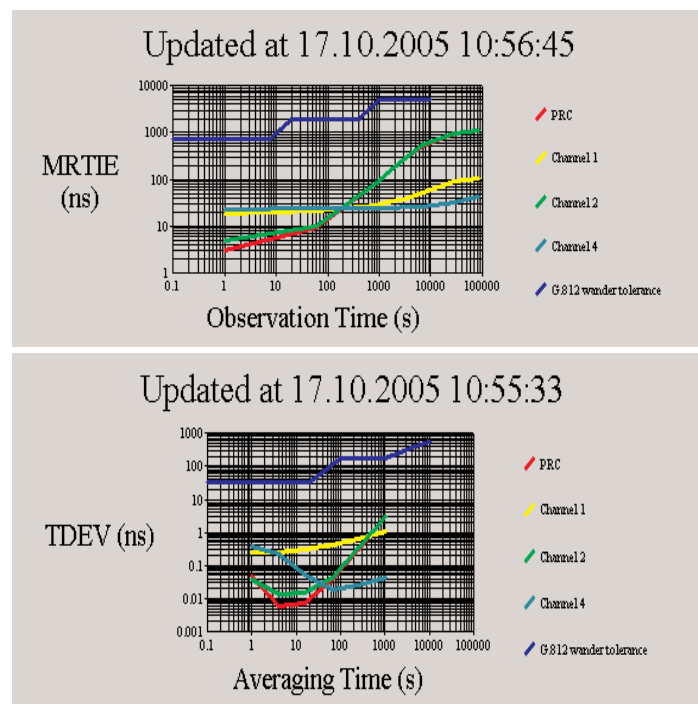 Updated at 17.10.2005 10:56:45
MRTIE
(ns)
10000
1000
100
10
1
0.1 1 10 100 1000 10000 100000
Observation Time (s)
PRC
Channel 1
Channel 2
Channel 4
G.812 wander tolerance
Updated at 17.10.2005 10:55:33
TDEV (ns)
1000
100
10
1
0.1
0.01
0.001
0.1 1 10 100 1000 10000 100000
Averaging Time (s)
PRC
Channel 1
Channel 2
Channel 4
G.812 wander tolerance